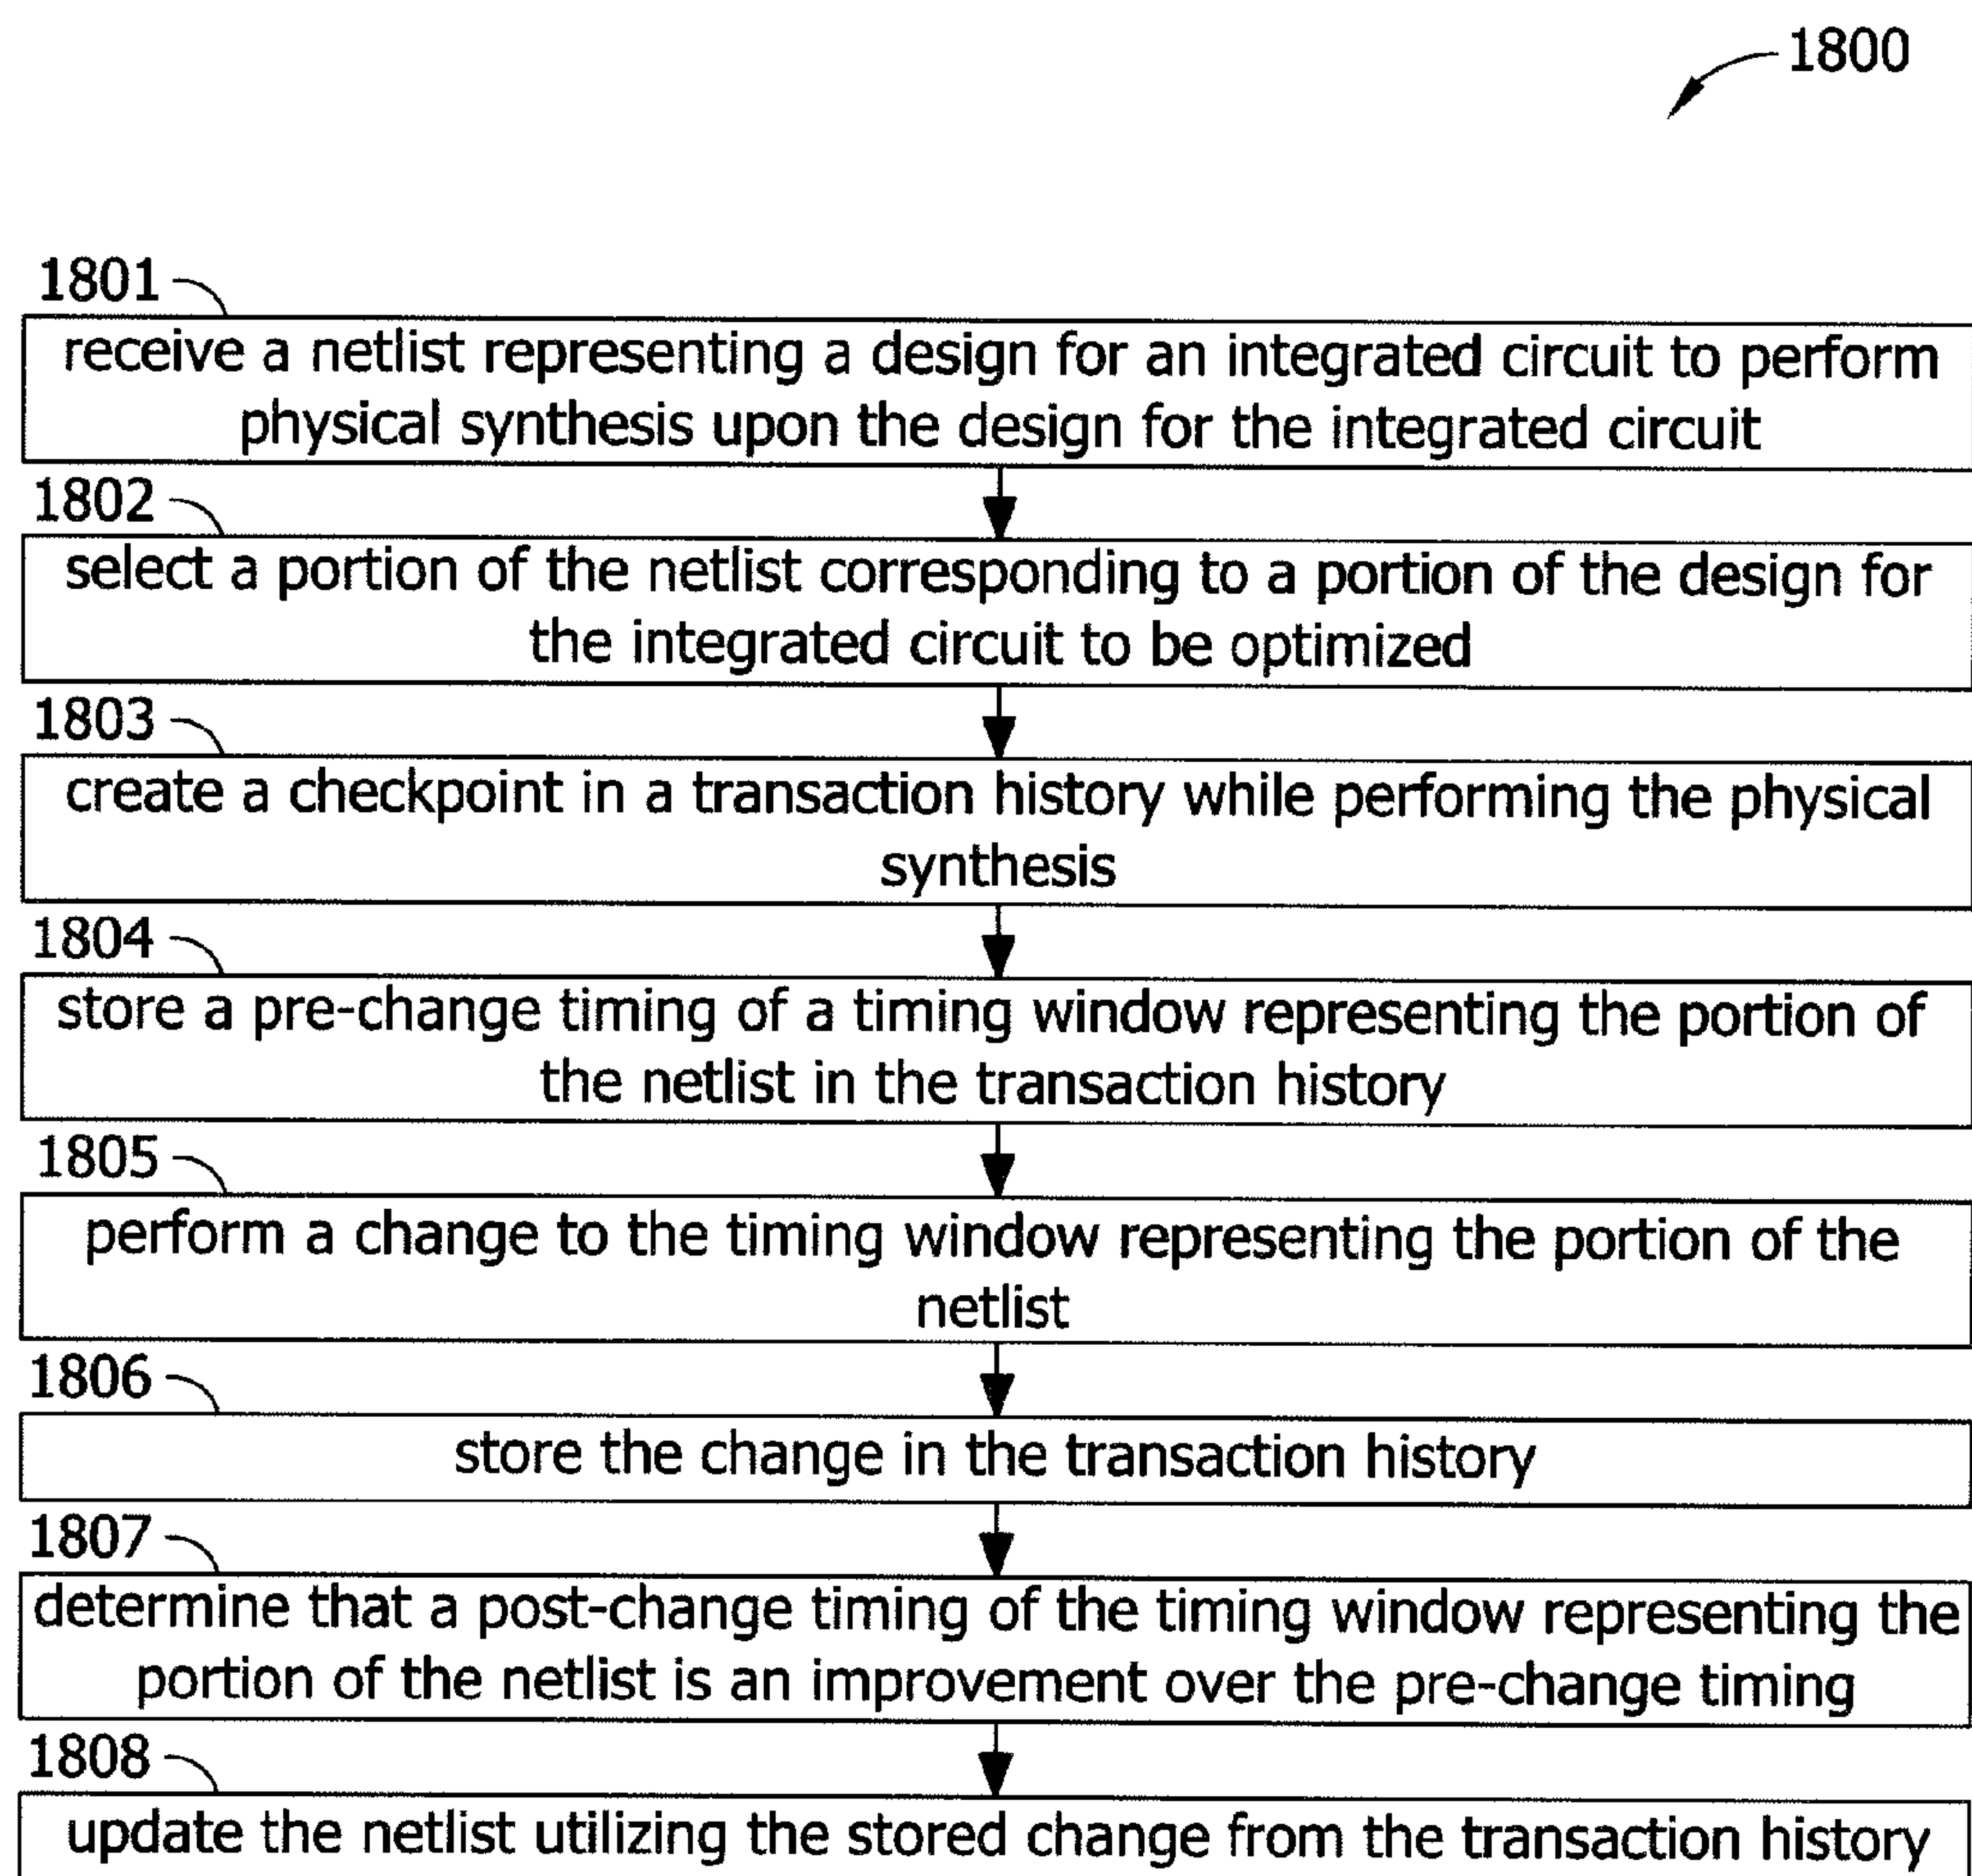 1800
1801
receive a netlist representing a design for an integrated circuit to perform
physical synthesis upon the design for the integrated circuit
1802
select a portion of the netlist corresponding to a portion of the design for
the integrated circuit to be optimized
1803
create a checkpoint in a transaction history while performing the physical
synthesis
1804
store a pre-change timing of a timing window representing the portion of
the netlist in the transaction history
1805
perform a change to the timing window representing the portion of the
netlist
1806
store the change in the transaction history
1807
determine that a post-change timing of the timing window representing the
portion of the netlist is an improvement over the pre-change timing
1808
update the netlist utilizing the stored change from the transaction history